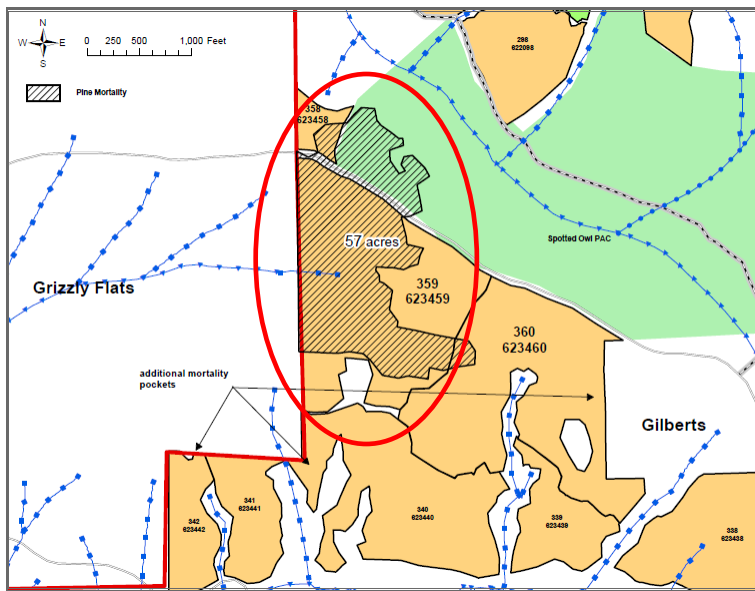 N
W E
S
0 250 500 1,000 Feet
Pine Mortality
298
622098
358
623458
57 acres
Spotted Owl PAC
359
623459
Grizzly Flats
360
623460
additional mortality
pockets
Gilberts
342
623442
341
623441
340
623440
339
623439
338
623438